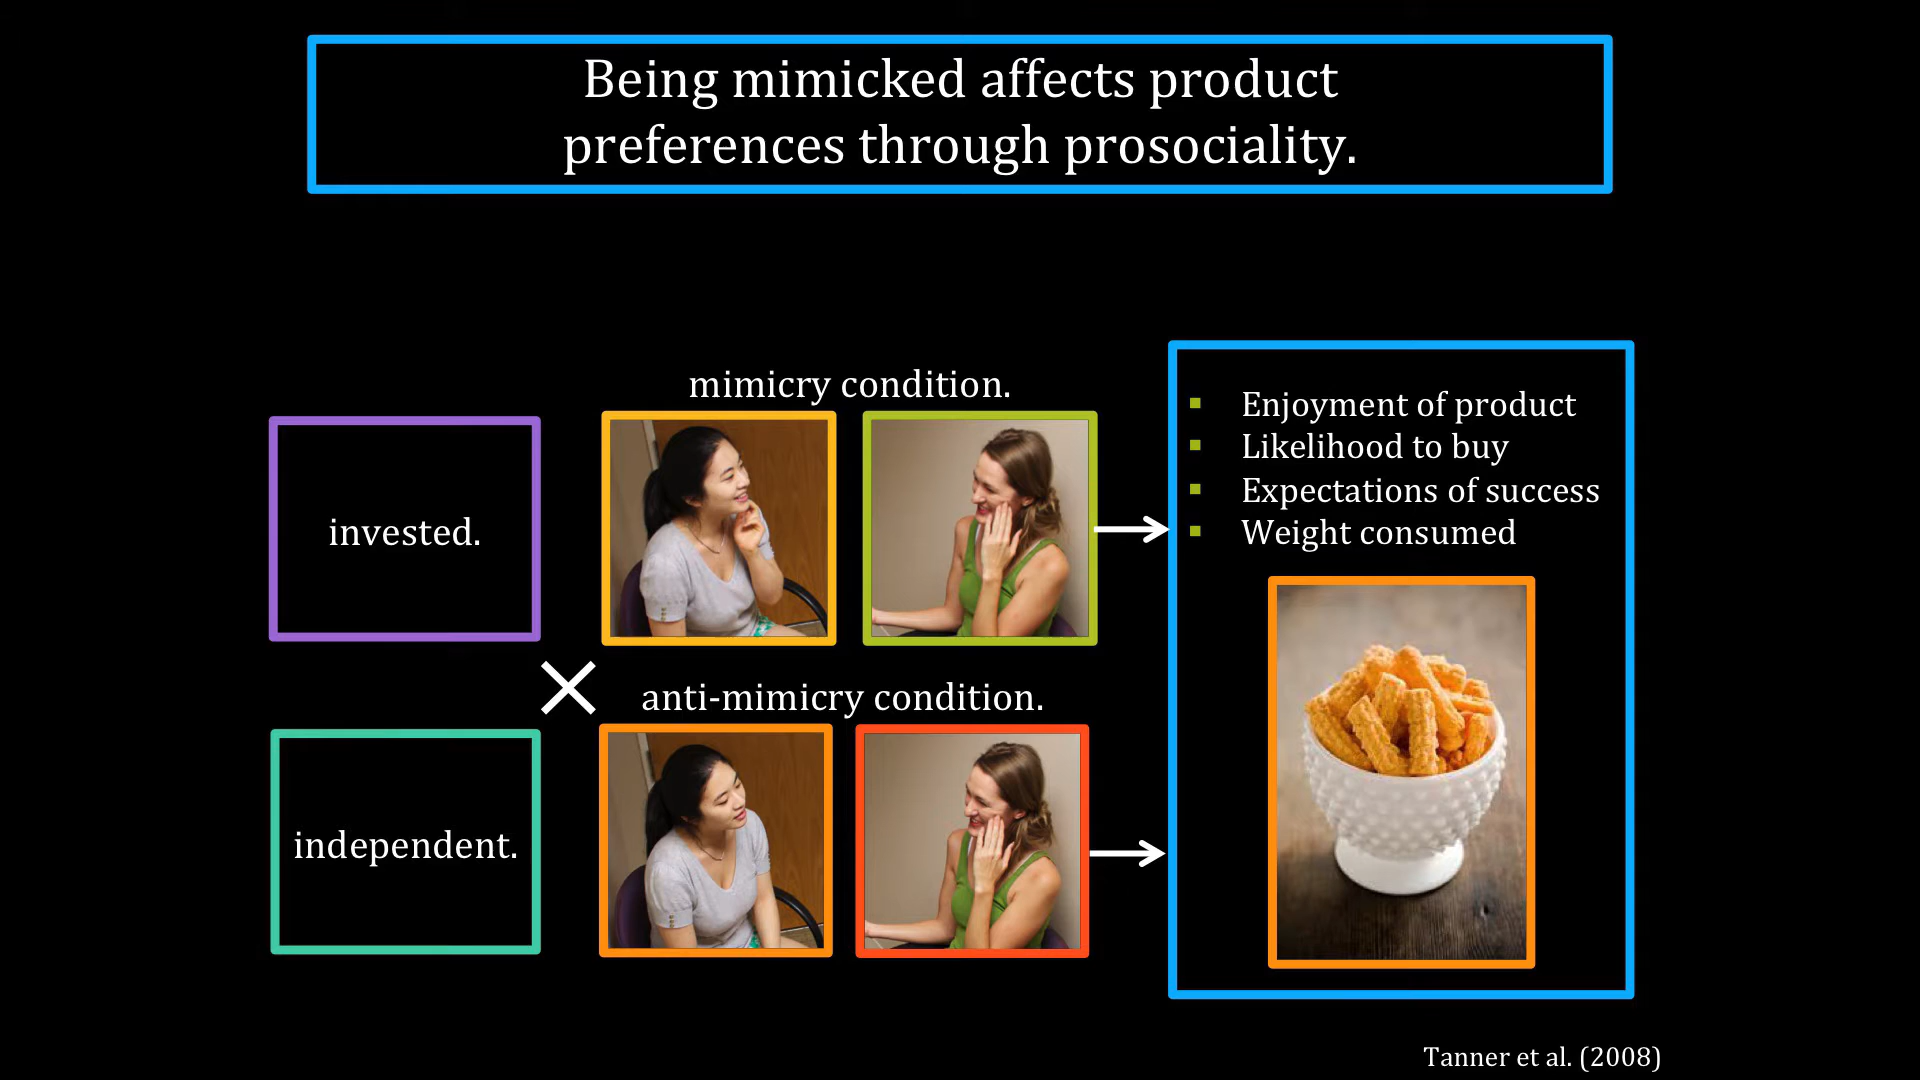 Being mimicked affects product
preferences through prosociality.
mimicry condition.
invested.
anti-mimicry condition.
independent.
Enjoyment of product
Likelihood to buy
Expectations of success
Weight consumed
Tanner et al. (2008)